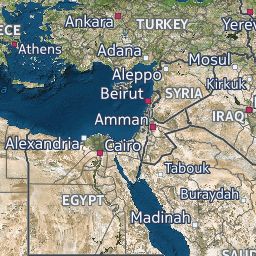 Ankara
TURKEY
Athens
Adana
Aleppo
Mosul
Kirkuk
Beirut
SYRIA
Amman
IRAQ
Alexandria
Cairo
Tabouk
EGYPT
Buraydah
Madinah